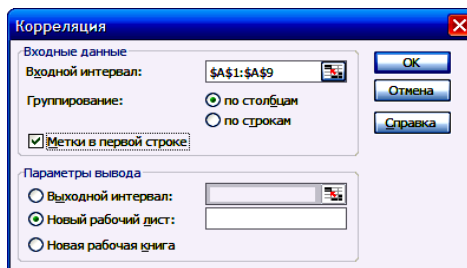 Корреляция
Входные данные
Входной интервал: $A$1:$A$9
Группирование: по столбцам
по строкам
Метки в первой строке
OK
Отмена
Справка
Параметры вывода
Выходной интервал:
Новый рабочий лист:
Новая рабочая книга